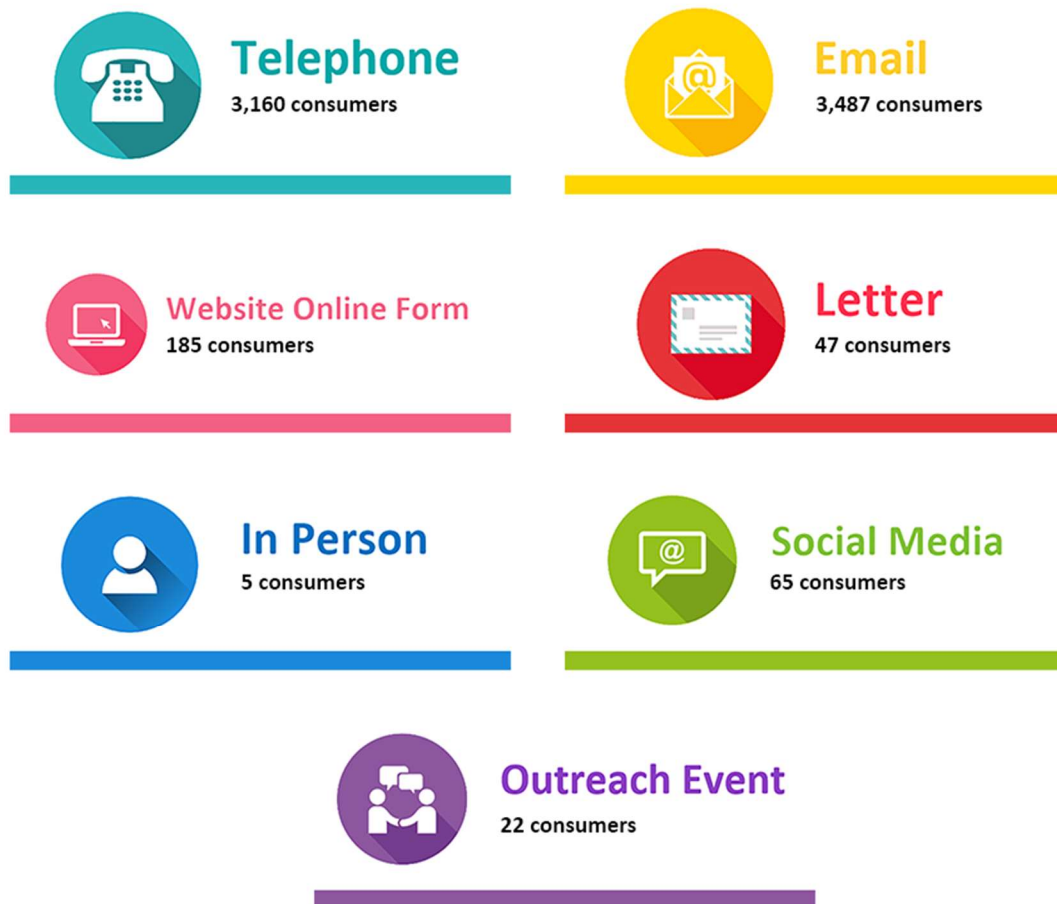 Telephone
3,160 consumers
Email
3,487 consumers
Website Online Form
185 consumers
Letter
47 consumers
In Person
5 consumers
Social Media
65 consumers
Outreach Event
22 consumers
@
@